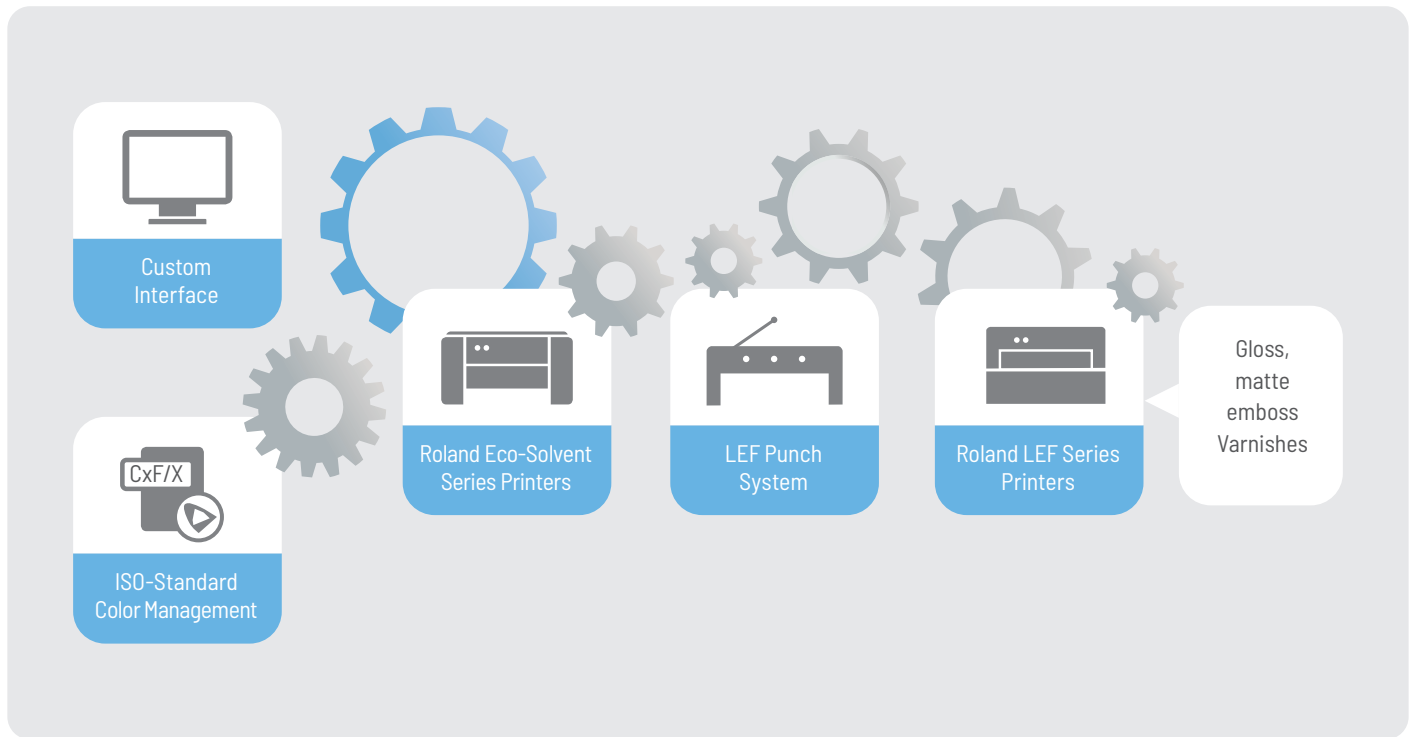 Custom
Interface
CxF/X
ISO-Standard
Color Management
Roland Eco-Solvent
Series Printers
LEF Punch
System
Roland LEF Series
Printers
Gloss,
matte
emboss
Varnishes